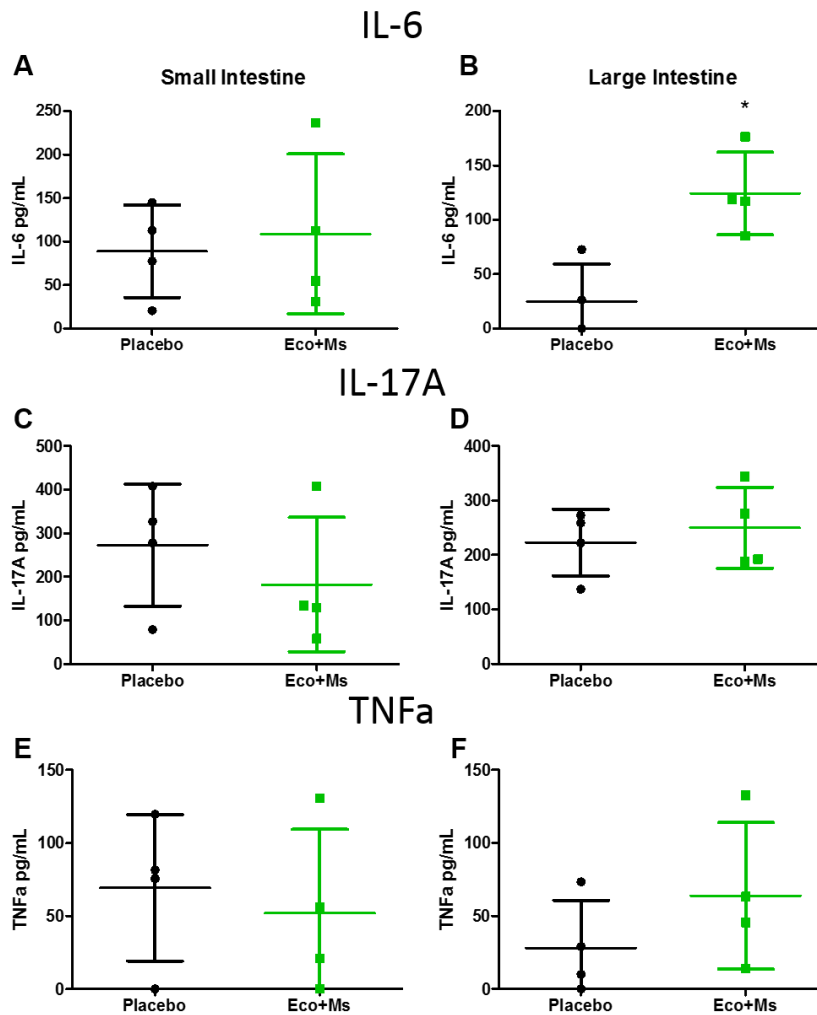 IL-6
A
Small Intestine
IL-6 pg/mL
250
200
150
100
50
0
Placebo
Eco+Ms
B
Large Intestine
*
IL-6 pg/mL
200
150
100
50
0
Placebo
Eco+Ms
IL-17A
C
IL-17A pg/mL
500
400
300
200
100
0
Placebo
Eco+Ms
D
IL-17A pg/mL
400
300
200
100
0
Placebo
Eco+Ms
TNFa
E
TNFa pg/mL
150
100
50
0
Placebo
Eco+Ms
F
TNFa pg/mL
150
100
50
0
Placebo
Eco+Ms